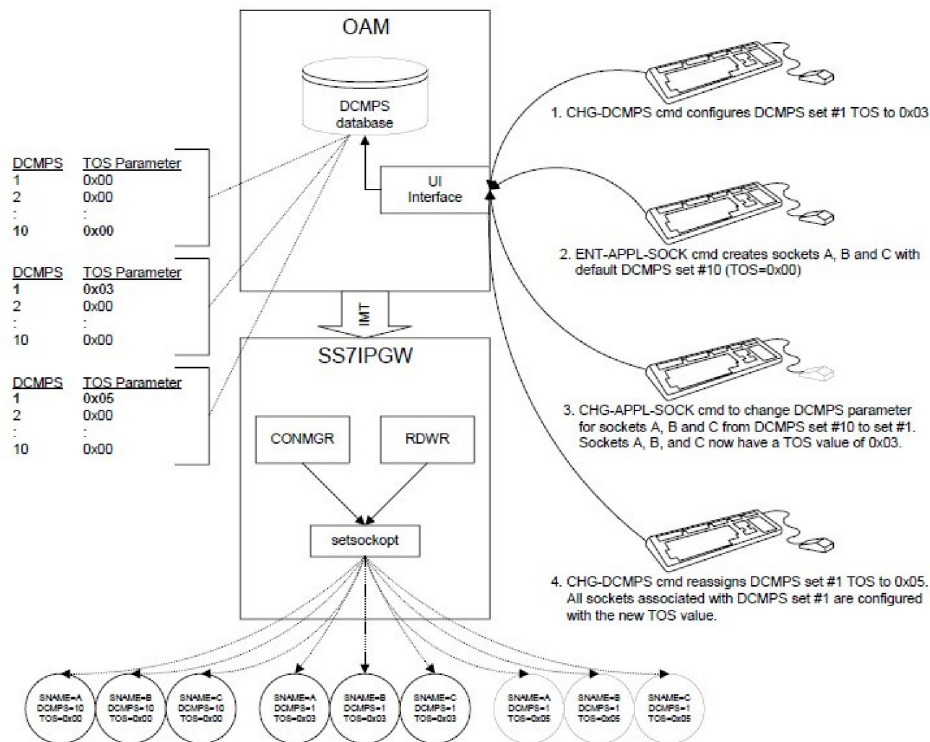 OAM
DCMPS
database
UI
Interface
DCMPS TOS Parameter
1 0x00
2 0x00
: :
10 0x00
DCMPS TOS Parameter
1 0x03
2 0x00
: :
10 0x00
DCMPS TOS Parameter
1 0x05
2 0x00
: :
10 0x00
1. CHG-DCMPS cmd configures DCMPS set #1 TOS to 0x03
2. ENT-APPL-SOCK cmd creates sockets A, B and C with
default DCMPS set #10 (TOS=0x00)
3. CHG-APPL-SOCK cmd to change DCMPS parameter
for sockets A, B and C from DCMPS set #10 to set #1.
Sockets A, B, and C now have a TOS value of 0x03.
4. CHG-DCMPS cmd reassigns DCMPS set #1 TOS to 0x05.
All sockets associated with DCMPS set #1 are configured
with the new TOS value.
IMT
SS7IPGW
CONMGR
RDWR
setsockopt
SNAME=A
DCMPS=10
TOS=0x00
SNAME=B
DCMPS=10
TOS=0x00
SNAME=C
DCMPS=10
TOS=0x00
SNAME=A
DCMPS=1
TOS=0x03
SNAME=B
DCMPS=1
TOS=0x03
SNAME=C
DCMPS=1
TOS=0x03
SNAME=A
DCMPS=1
TOS=0x05
SNAME=B
DCMPS=1
TOS=0x05
SNAME=C
DCMPS=1
TOS=0x05